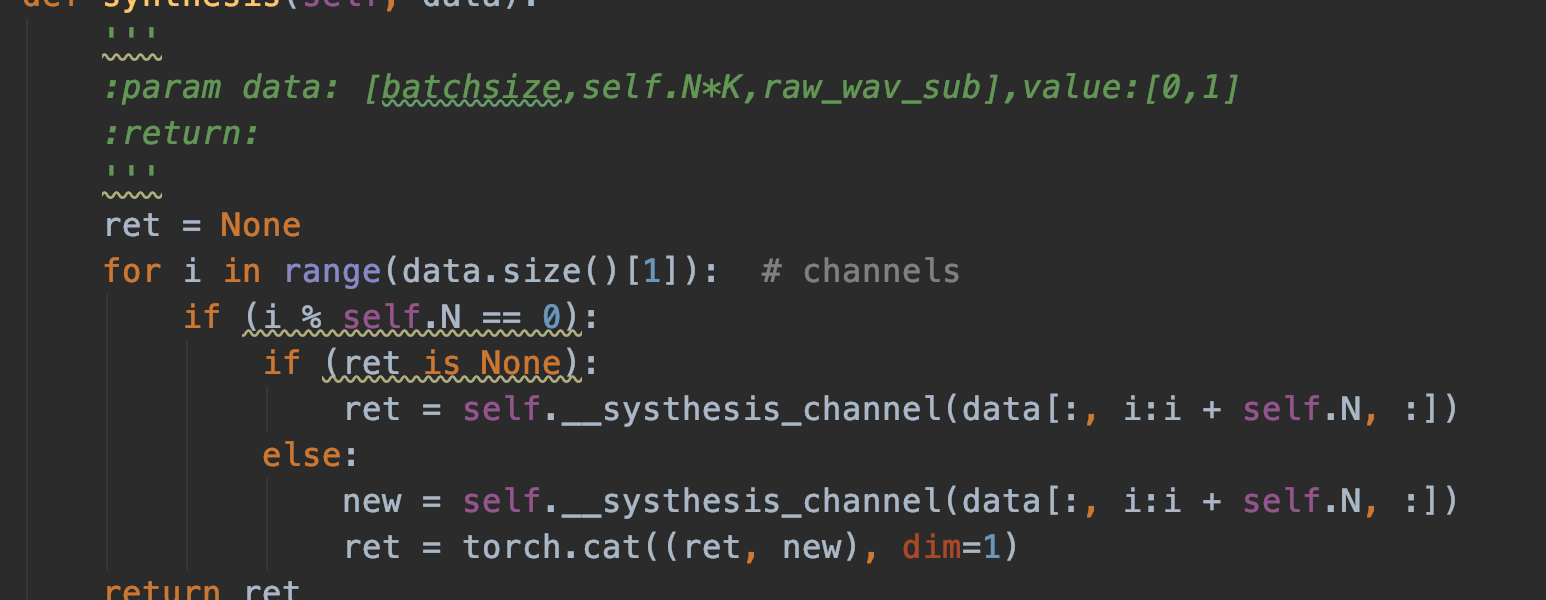 def synthesis(self, data):
'''
:param data: [batchsize,self.N*K,raw_wav_sub],value:[0,1]
:return:
'''
ret = None
for i in range(data.size()[1]):  # channels
if (i % self.N == 0):
if (ret is None):
ret = self.__systhesis_channel(data[:, i:i + self.N, :])
else:
new = self.__systhesis_channel(data[:, i:i + self.N, :])
ret = torch.cat((ret, new), dim=1)
return ret